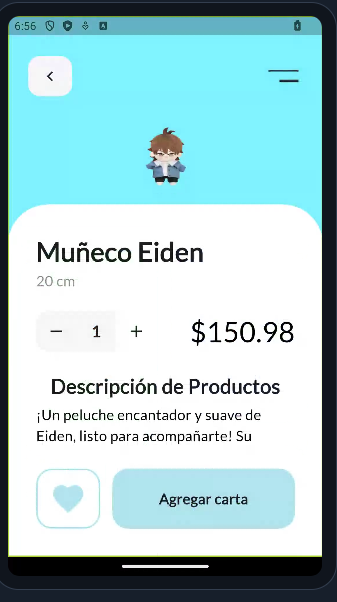 6:56
Muñeco Eiden
20 cm
− 1 + $150.98
Descripción de Productos
¡Un peluche encantador y suave de
Eiden, listo para acompañarte! Su
Agregar carta